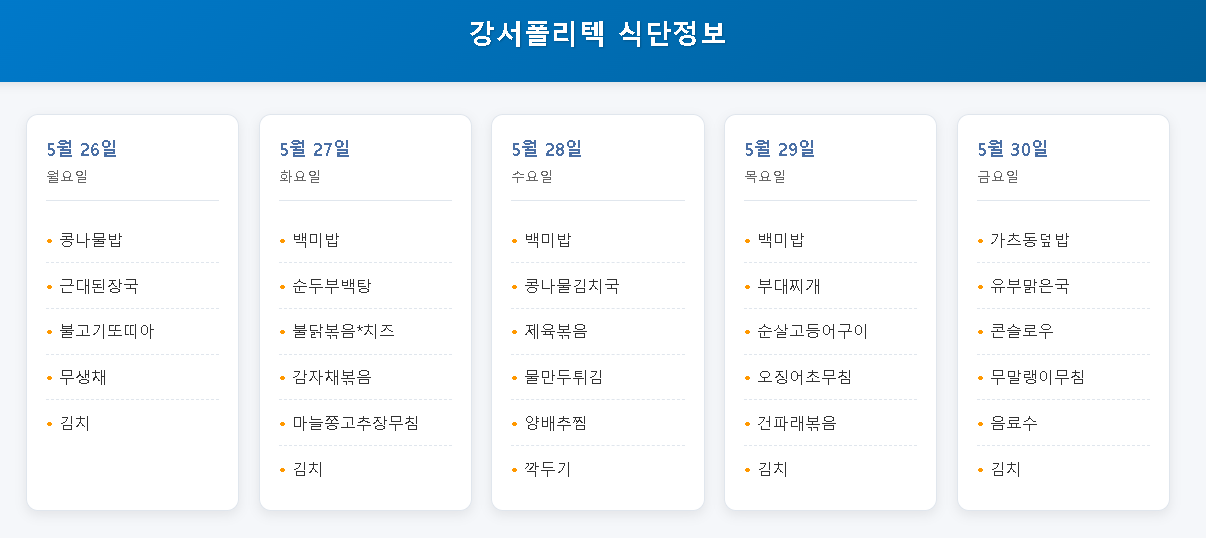 강서폴리텍 식단정보
5월 26일
월요일
• 콩나물밥
• 근대된장국
• 불고기또띠아
• 무생채
• 김치
5월 27일
화요일
• 백미밥
• 순두부백탕
• 불닭볶음*치즈
• 감자채볶음
• 마늘쫑고추장무침
• 김치
5월 28일
수요일
• 백미밥
• 콩나물김치국
• 제육볶음
• 물만두튀김
• 양배추찜
• 깍두기
5월 29일
목요일
• 백미밥
• 부대찌개
• 순살고등어구이
• 오징어초무침
• 건파래볶음
• 김치
5월 30일
금요일
• 가츠동덮밥
• 유부맑은국
• 콘슬로우
• 무말랭이무침
• 음료수
• 김치